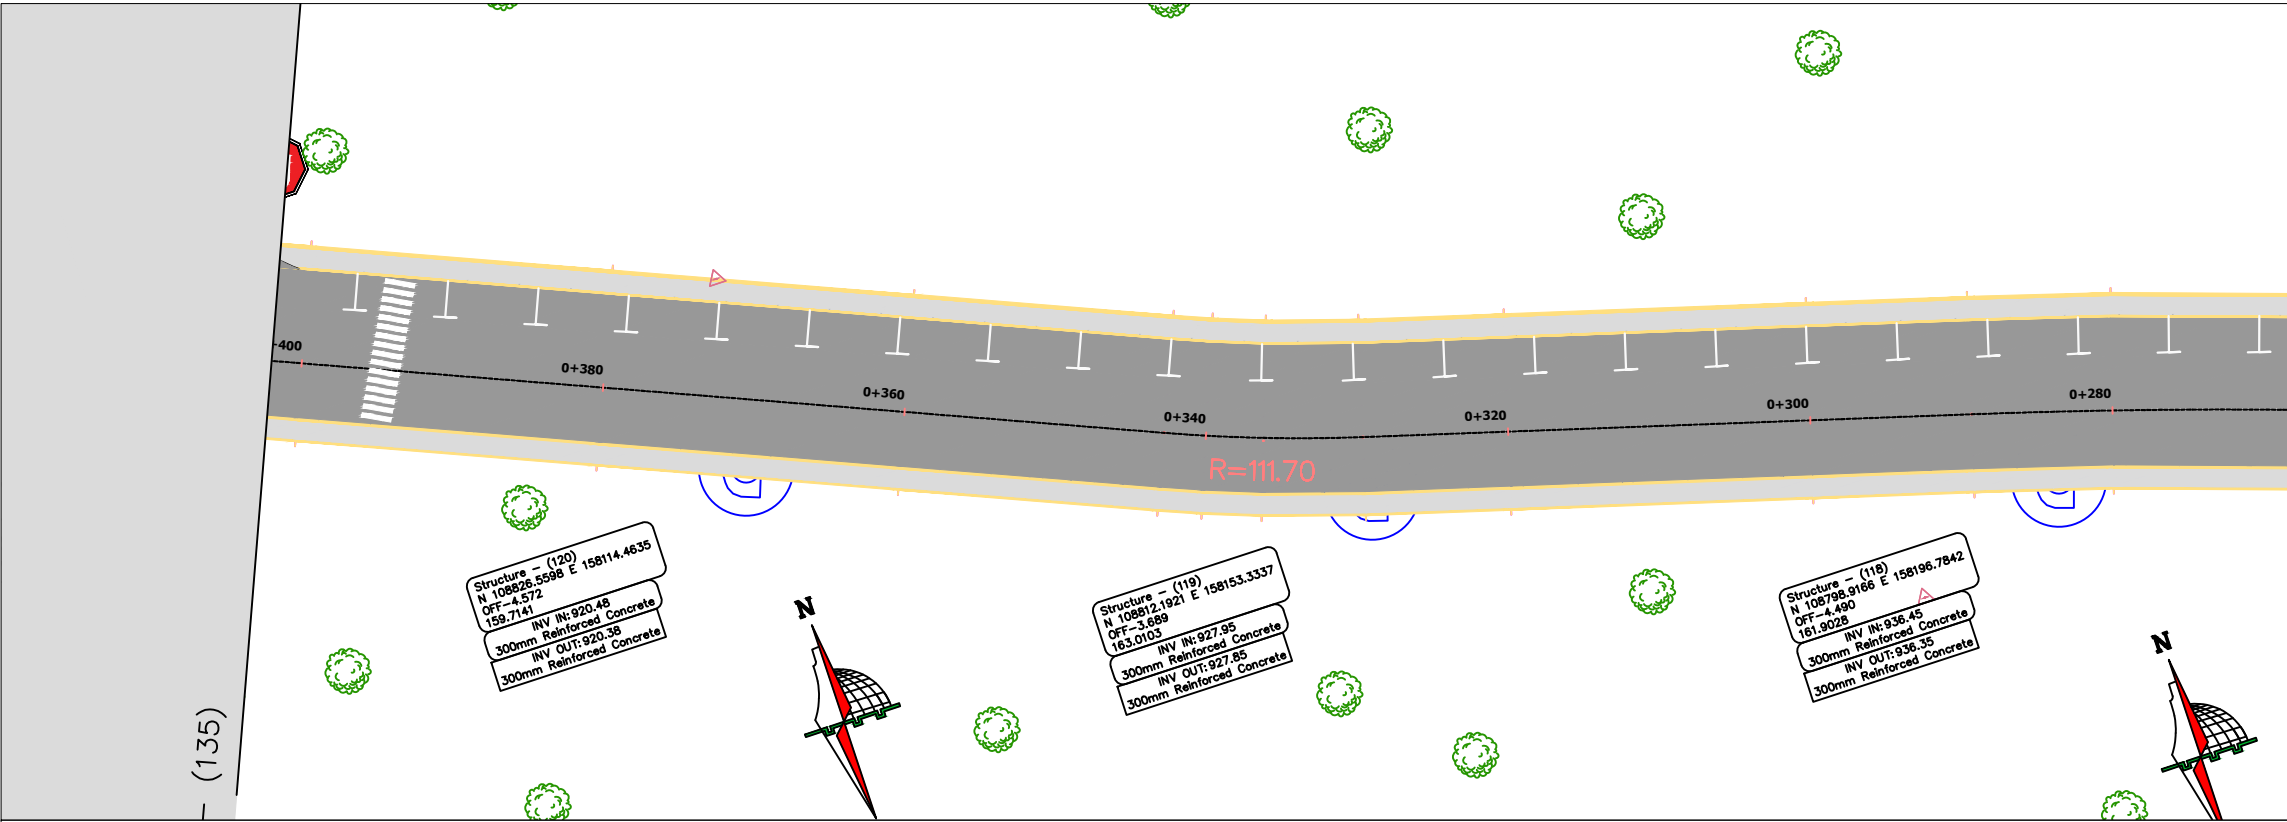 -400
0+380
0+360
0+340
0+320
0+300
0+280
R=111.70
Structure - (120)
N 108826.5598 E 158114.4635
OFF-4.572
159.7141
INV IN:920.48
300mm Reinforced Concrete
INV OUT:920.38
300mm Reinforced Concrete
Structure - (119)
N 108812.1921 E 158153.3337
OFF-3.689
163.0103
INV IN:927.95
300mm Reinforced Concrete
INV OUT:927.85
300mm Reinforced Concrete
Structure - (118)
N 108798.9166 E 158196.7842
OFF-4.490
161.9028
INV IN:936.45
300mm Reinforced Concrete
INV OUT:936.35
300mm Reinforced Concrete
N
N
(135)